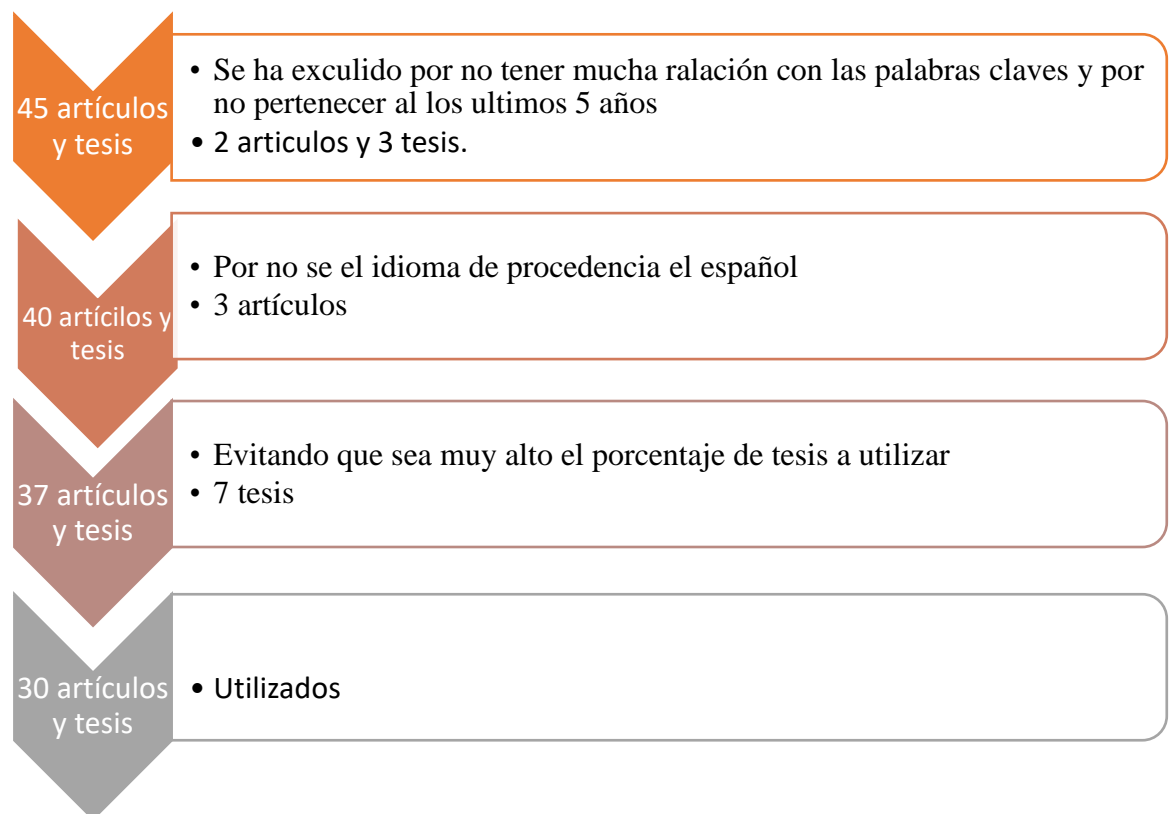 45 artículos
y tesis
• Se ha exculido por no tener mucha ralación con las palabras claves y por
no pertenecer al los ultimos 5 años
• 2 articulos y 3 tesis.
40 artícilos y
tesis
• Por no se el idioma de procedencia el español
• 3 artículos
37 artículos
y tesis
• Evitando que sea muy alto el porcentaje de tesis a utilizar
• 7 tesis
30 artículos
y tesis
• Utilizados